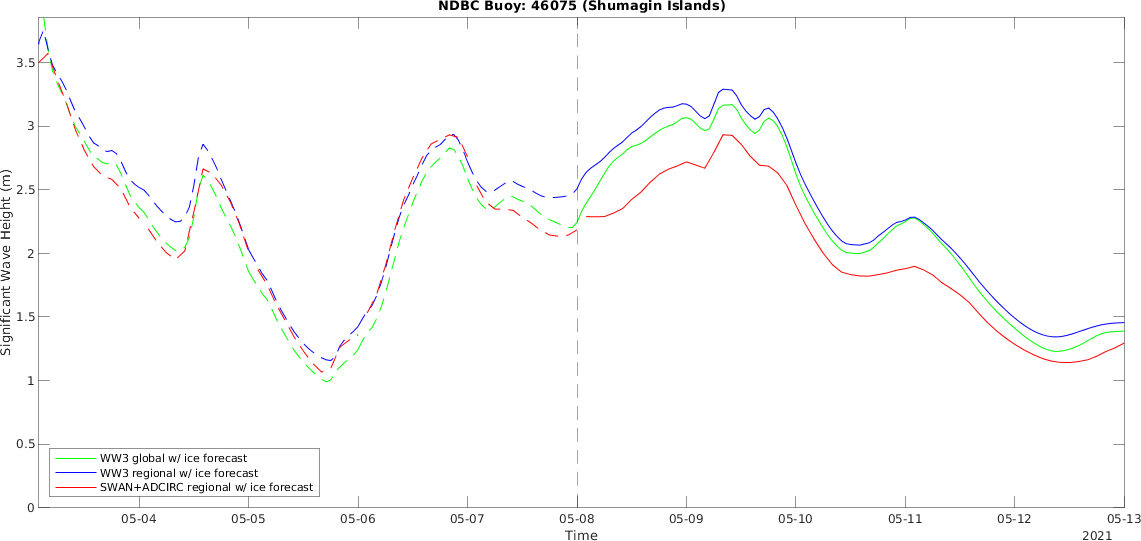 NDBC Buoy: 46075 (Shumagin Islands)
Significant Wave Height (m)
3.5
3
2.5
2
1.5
1
0.5
0
WW3 global w/ ice forecast
WW3 regional w/ ice forecast
SWAN+ADCIRC regional w/ ice forecast
05-04 05-05 05-06 05-07 05-08 05-09 05-10 05-11 05-12 05-13
Time
2021